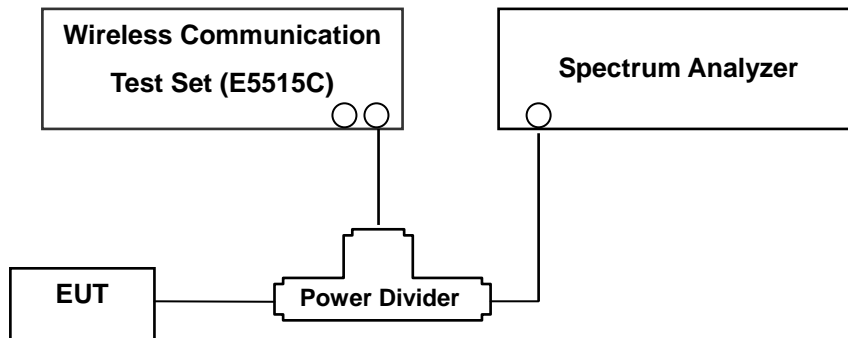 Wireless Communication
Test Set (E5515C)
Spectrum Analyzer
EUT
Power Divider